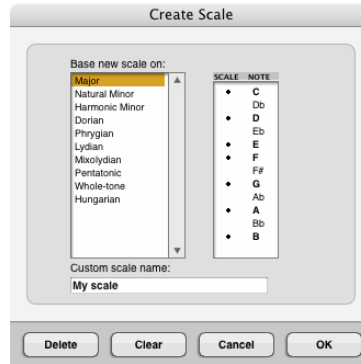 Create Scale
Base new scale on:
Major
Natural Minor
Harmonic Minor
Dorian
Phrygian
Lydian
Mixolydian
Pentatonic
Whole-tone
Hungarian
SCALE NOTE
• C
Db
• D
Eb
• E
• F
F#
• G
Ab
• A
Bb
• B
Custom scale name:
My scale
Delete Clear Cancel OK